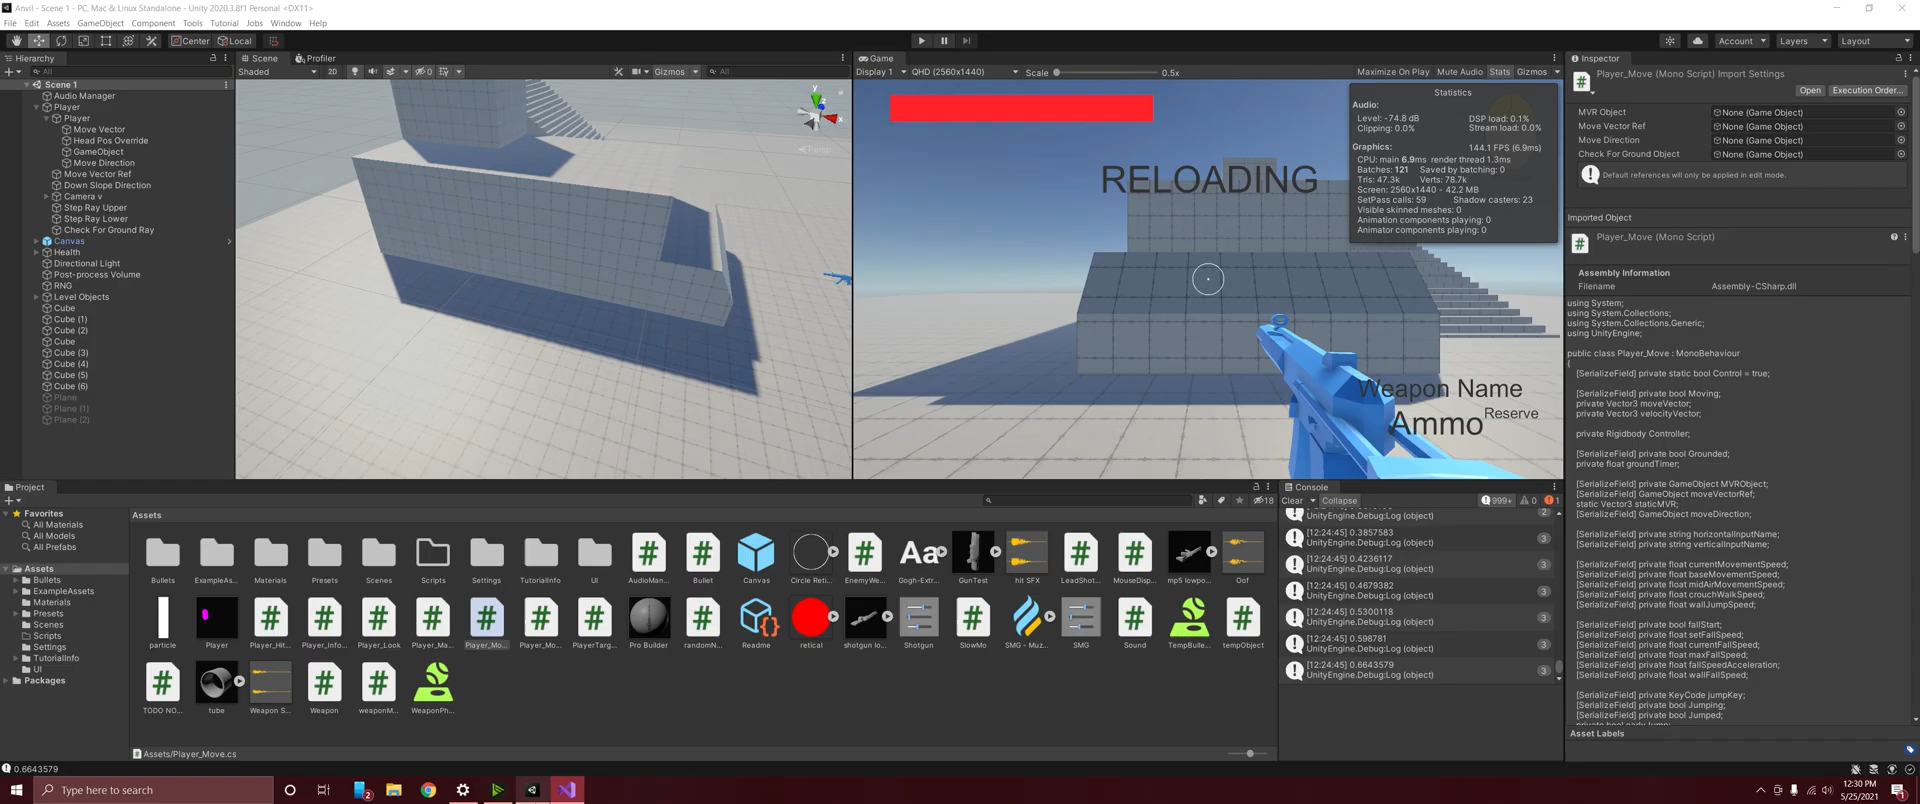 Anvil - Scene 1 - PC, Mac & Linux Standalone - Unity 2020.3.8f1 Personal <DX11>
File Edit Assets GameObject Component Tools Tutorial Jobs Window Help
Center Local Account Layers Layout
Hierarchy
All
Scene 1
Audio Manager
Player
Player
Move Vector
Head Pos Override
GameObject
Move Direction
Move Vector Ref
Down Slope Direction
Camera v
Step Ray Upper
Step Ray Lower
Check For Ground Ray
Canvas
Health
Directional Light
Post-process Volume
RNG
Level Objects
Cube
Cube (1)
Cube (2)
Cube
Cube (3)
Cube (4)
Cube (5)
Cube (6)
Plane
Plane (1)
Plane (2)
Scene Profiler
Shaded 2D 0 Gizmos All
y
Persp
Game
Display 1 QHD (2560x1440) Scale 0.5x Maximize On Play Mute Audio Stats Gizmos
Statistics
Audio:
Level: -74.8 dB DSP load: 0.1%
Clipping: 0.0% Stream load: 0.0%
Graphics: 144.1 FPS (6.9ms)
CPU: main 6.9ms render thread 1.3ms
Batches: 121 Saved by batching: 0
Tris: 47.3k Verts: 78.7k
Screen: 2560x1440 - 42.2 MB
SetPass calls: 59 Shadow casters: 23
Visible skinned meshes: 0
Animation components playing: 0
Animator components playing: 0
RELOADING
Weapon Name
Ammo Reserve
Inspector
Player_Move (Mono Script) Import Settings
Open Execution Order...
MVR Object None (Game Object)
Move Vector Ref None (Game Object)
Move Direction None (Game Object)
Check For Ground Object None (Game Object)
Default references will only be applied in edit mode.
Imported Object
Player_Move (Mono Script)
Assembly Information
Filename Assembly-CSharp.dll
using System;
using System.Collections;
using System.Collections.Generic;
using UnityEngine;
public class Player_Move : MonoBehaviour
{
[SerializeField] private static bool Control = true;
[SerializeField] private bool Moving;
private Vector3 moveVector;
private Vector3 velocityVector;
private Rigidbody Controller;
[SerializeField] private bool Grounded;
private float groundTimer;
[SerializeField] private GameObject MVRObject;
[SerializeField] GameObject moveVectorRef;
static Vector3 staticMVR;
[SerializeField] GameObject moveDirection;
[SerializeField] private string horizontalInputName;
[SerializeField] private string verticalInputName;
[SerializeField] private float currentMovementSpeed;
[SerializeField] private float baseMovementSpeed;
[SerializeField] private float midAirMovementSpeed;
[SerializeField] private float crouchWalkSpeed;
[SerializeField] private float wallJumpSpeed;
[SerializeField] private bool fallStart;
[SerializeField] private float setFallSpeed;
[SerializeField] private float currentFallSpeed;
[SerializeField] private float maxFallSpeed;
[SerializeField] private float fallSpeedAcceleration;
[SerializeField] private float wallFallSpeed;
[SerializeField] private KeyCode jumpKey;
[SerializeField] private bool Jumping;
[SerializeField] private bool Jumped;
private bool earlyJump;
Asset Labels
Project
18
Favorites
All Materials
All Models
All Prefabs
Assets
Bullets
ExampleAssets
Materials
Presets
Scenes
Scripts
Settings
TutorialInfo
UI
Packages
Assets
Bullets ExampleAs... Materials Presets Scenes Scripts Settings TutorialInfo UI AudioMan... Bullet Canvas Circle Reti... EnemyWe... Aa Gogh-Extr... GunTest hit SFX LeadShot... MouseDisp... mp5 lowpo... Oof
particle Player Player_Hit... Player_Info... Player_Look Player_Ma... Player_Mo... Player_Mo... PlayerTarg... Pro Builder randomN... Readme retical shotgun lo... Shotgun SlowMo SMG - Muz... SMG Sound TempBulle... tempObject
TODO NO... tube Weapon S... Weapon weaponM... WeaponPh...
Assets/Player_Move.cs
Console
Clear Collapse 999+ 0 1
UnityEngine.Debug:Log (object) 2
[12:24:45] 0.3857583
UnityEngine.Debug:Log (object) 3
[12:24:45] 0.4236117
UnityEngine.Debug:Log (object) 3
[12:24:45] 0.4679382
UnityEngine.Debug:Log (object) 3
[12:24:45] 0.5300118
UnityEngine.Debug:Log (object) 3
[12:24:45] 0.598781
UnityEngine.Debug:Log (object) 3
[12:24:45] 0.6643579
UnityEngine.Debug:Log (object) 3
0.6643579
Type here to search
2
12:30 PM
5/25/2021
1